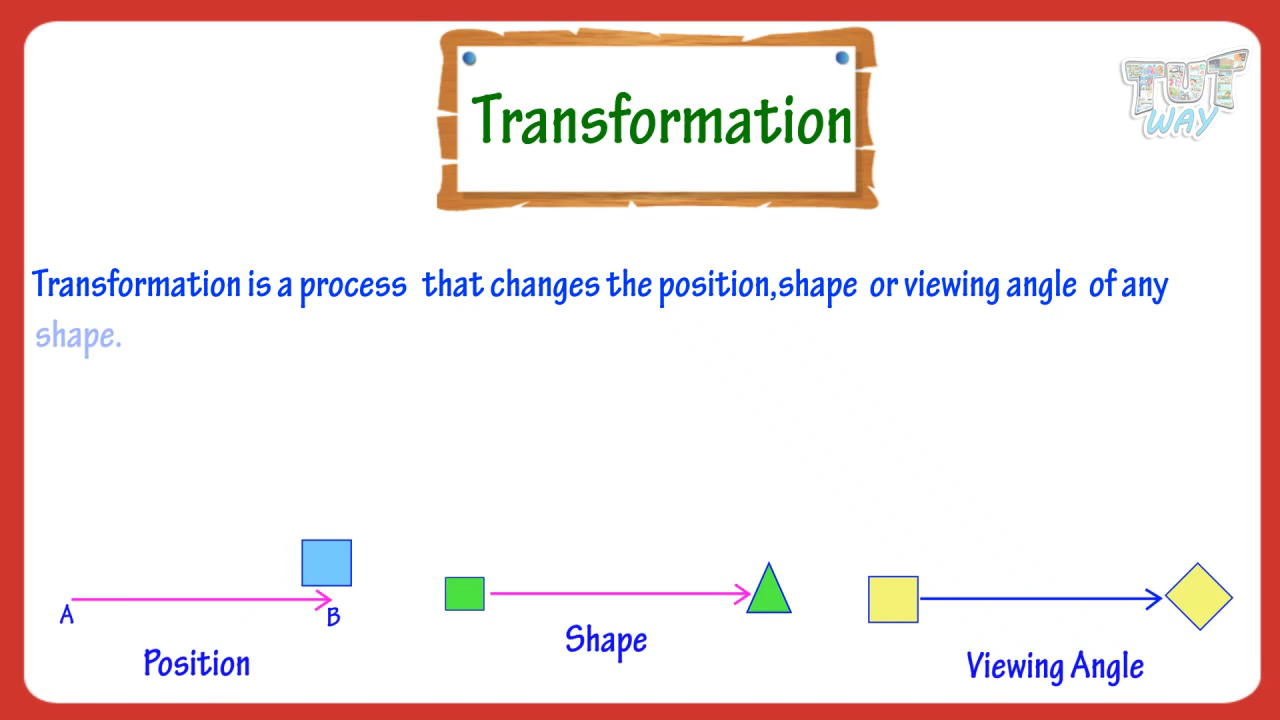 Transformation
TUT
WAY
Transformation is a process that changes the position,shape or viewing angle of any
shape.
A
B
Position
Shape
Viewing Angle